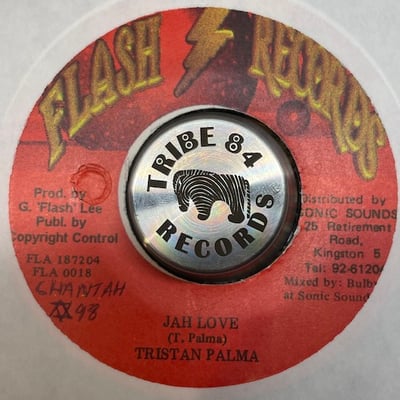 FLASH RECORDS
TRIBE 84
RECORDS
Prod. by
G. 'Flash' Lee
Publ. by
Copyright Control
FLA 187204
FLA 0018
SHANTAH
98
Distributed by
SONIC SOUNDS
25 Retirement
Road,
Kingston 5
Tel: 92-61204
Mixed by: Bulby
at Sonic Sound
JAH LOVE
(T. Palma)
TRISTAN PALMA